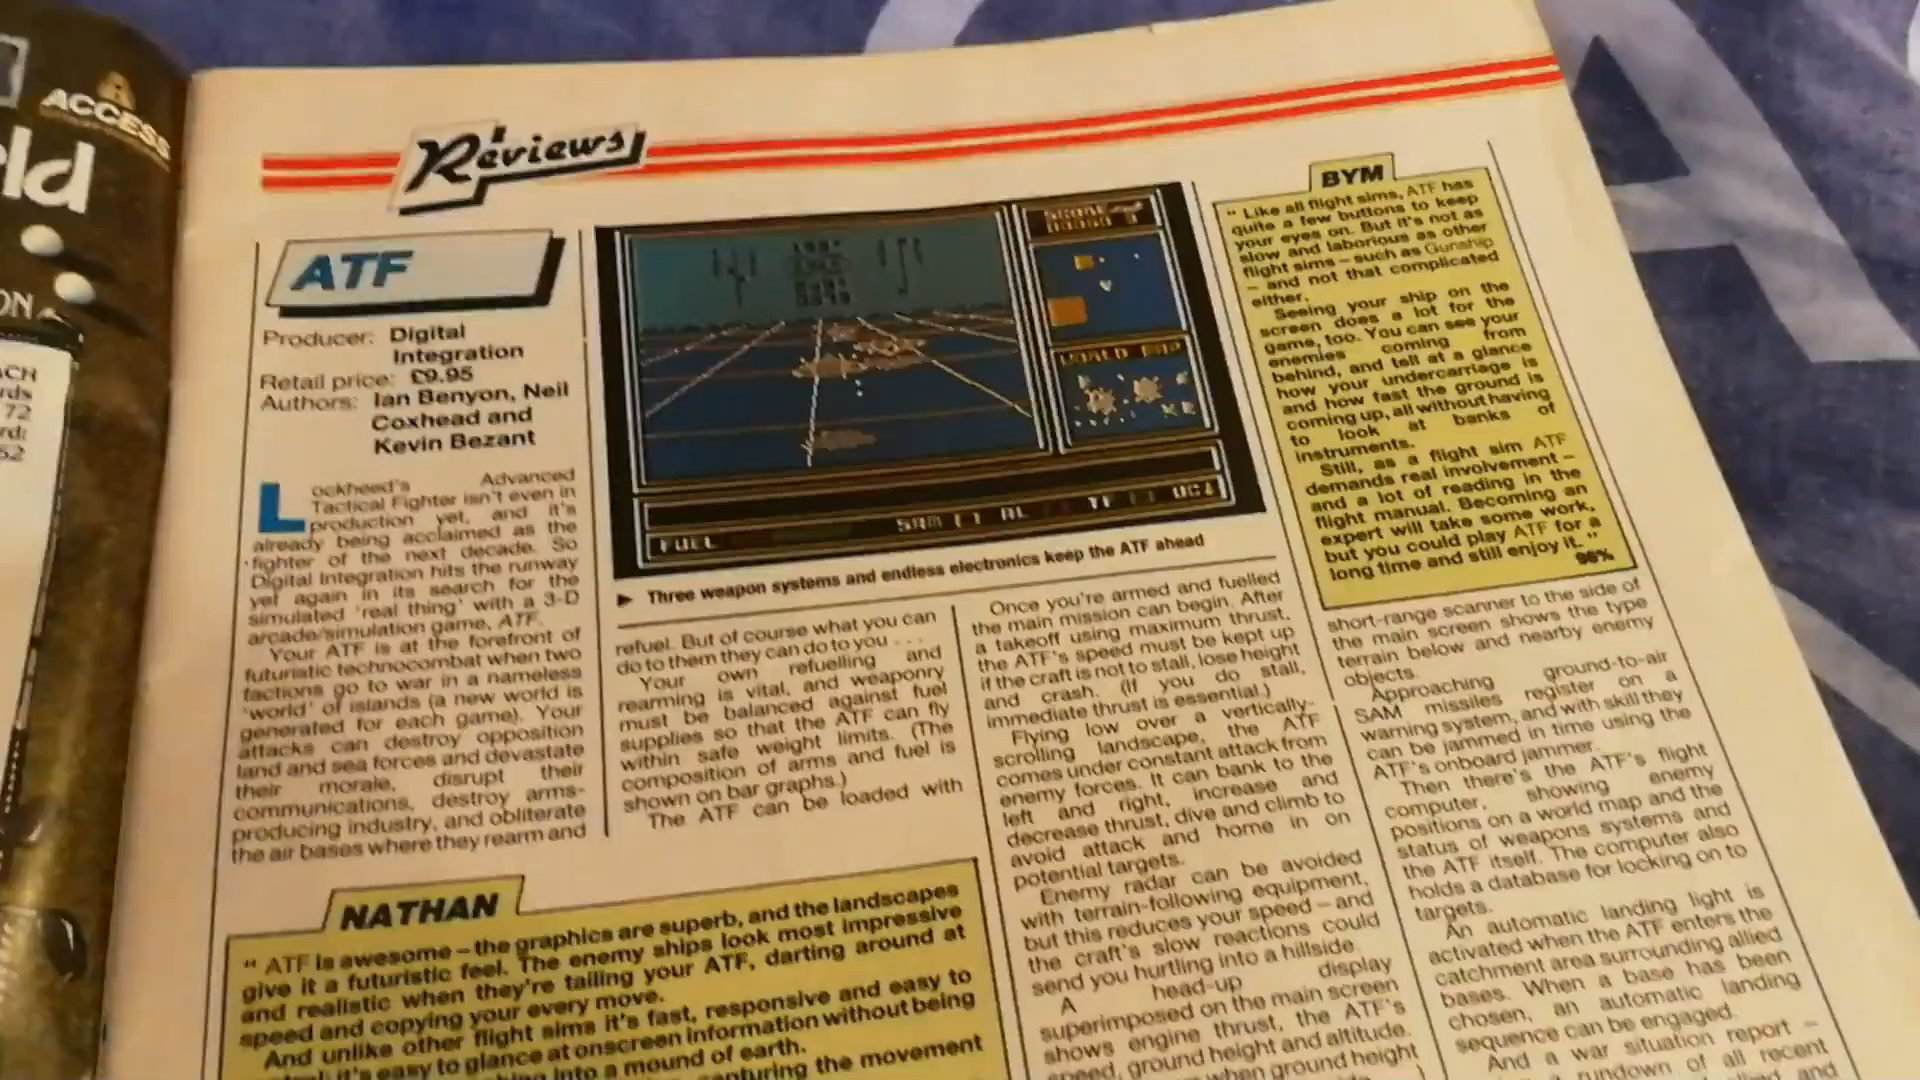 ACCESS
ld
ON
ACH
rds
72
rd:
52
Reviews
ATF
Producer: Digital
Integration
Retail price: £9.95
Authors: Ian Benyon, Neil
Coxhead and
Kevin Bezant
Lockheed's Advanced
Tactical Fighter isn't even in
production yet, and it's
already being acclaimed as the
fighter of the next decade. So
Digital Integration hits the runway
yet again in its search for the
simulated 'real thing' with a 3-D
arcade/simulation game, ATF.
Your ATF is at the forefront of
futuristic technocombat when two
factions go to war in a nameless
'world' of islands (a new world is
generated for each game). Your
attacks can destroy opposition
land and sea forces and devastate
their morale, disrupt their
communications, destroy arms-
producing industry, and obliterate
the air bases where they rearm and
SCORE
WORLD MAP
FUEL
► Three weapon systems and endless electronics keep the ATF ahead
refuel. But of course what you can
do to them they can do to you . . .
Your own refuelling and
rearming is vital, and weaponry
must be balanced against fuel
supplies so that the ATF can fly
within safe weight limits. (The
composition of arms and fuel is
shown on bar graphs.)
The ATF can be loaded with
Once you're armed and fuelled
the main mission can begin. After
a takeoff using maximum thrust,
the ATF's speed must be kept up
if the craft is not to stall, lose height
and crash. (If you do stall,
immediate thrust is essential.)
Flying low over a vertically-
scrolling landscape, the ATF
comes under constant attack from
enemy forces. It can bank to the
left and right, increase and
decrease thrust, dive and climb to
avoid attack and home in on
potential targets.
Enemy radar can be avoided
with terrain-following equipment,
but this reduces your speed – and
the craft's slow reactions could
send you hurtling into a hillside.
A head-up display
superimposed on the main screen
shows engine thrust, the ATF's
speed, ground height and altitude.
when ground height
BYM
" Like all flight sims, ATF has
quite a few buttons to keep
your eyes on. But it's not as
slow and laborious as other
flight sims – such as Gunship
– and not that complicated
either.
Seeing your ship on the
screen does a lot for the
game, too. You can see your
enemies coming from
behind, and tell at a glance
how your undercarriage is
and how fast the ground is
coming up, all without having
to look at banks of
instruments.
Still, as a flight sim ATF
demands real involvement –
and a lot of reading in the
flight manual. Becoming an
expert will take some work,
but you could play ATF for a
long time and still enjoy it. "
short-range scanner to the side of
the main screen shows the type
terrain below and nearby enemy
objects.
Approaching ground-to-air
SAM missiles register on a
warning system, and with skill they
can be jammed in time using the
ATF's onboard jammer.
Then there's the ATF's flight
computer, showing enemy
positions on a world map and the
status of weapons systems and
the ATF itself. The computer also
holds a database for locking on to
targets.
An automatic landing light is
activated when the ATF enters the
catchment area surrounding allied
bases. When a base has been
chosen, an automatic landing
sequence can be engaged.
And a war situation report –
a rundown of all recent
and
NATHAN
" ATF is awesome – the graphics are superb, and the landscapes
give it a futuristic feel. The enemy ships look most impressive
and realistic when they're tailing your ATF, darting around at
speed and copying your every move.
And unlike other flight sims it's fast, responsive and easy to
it's easy to glance at onscreen information without being
into a mound of earth.
capturing the movement